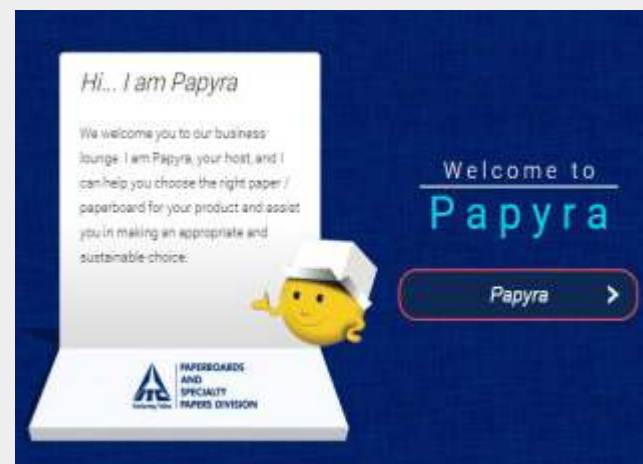 Hi... I am Papyra
We welcome you to our business
lounge. I am Papyra, your host, and I
can help you choose the right paper /
paperboard for your product and assist
you in making an appropriate and
sustainable choice.
PAPERBOARDS
AND
SPECIALTY
PAPERS DIVISION
Welcome to
Papyra
Papyra